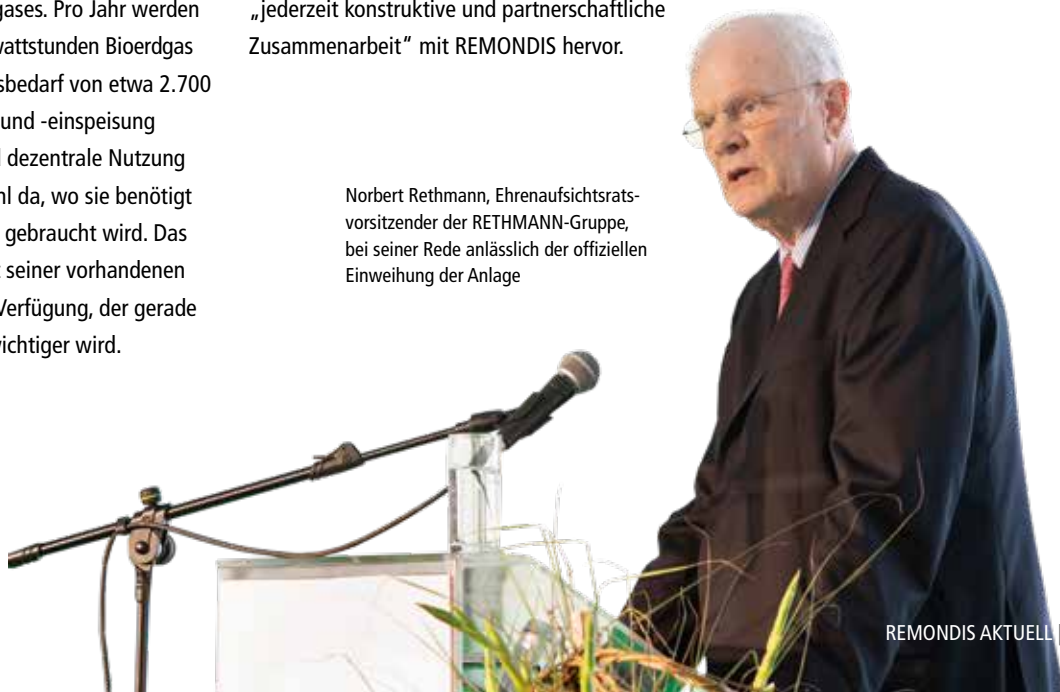 gases. Pro Jahr werden
wattstunden Bioerdgas
sbedarf von etwa 2.700
und -einspeisung
dezentrale Nutzung
hl da, wo sie benötigt
gebraucht wird. Das
t seiner vorhandenen
Verfügung, der gerade
wichtiger wird.
„jederzeit konstruktive und partnerschaftliche
Zusammenarbeit“ mit REMONDIS hervor.
Norbert Rethmann, Ehrenaufsichtsrats-
vorsitzender der RETHMANN-Gruppe,
bei seiner Rede anlässlich der offiziellen
Einweihung der Anlage
REMONDIS AKTUELL |